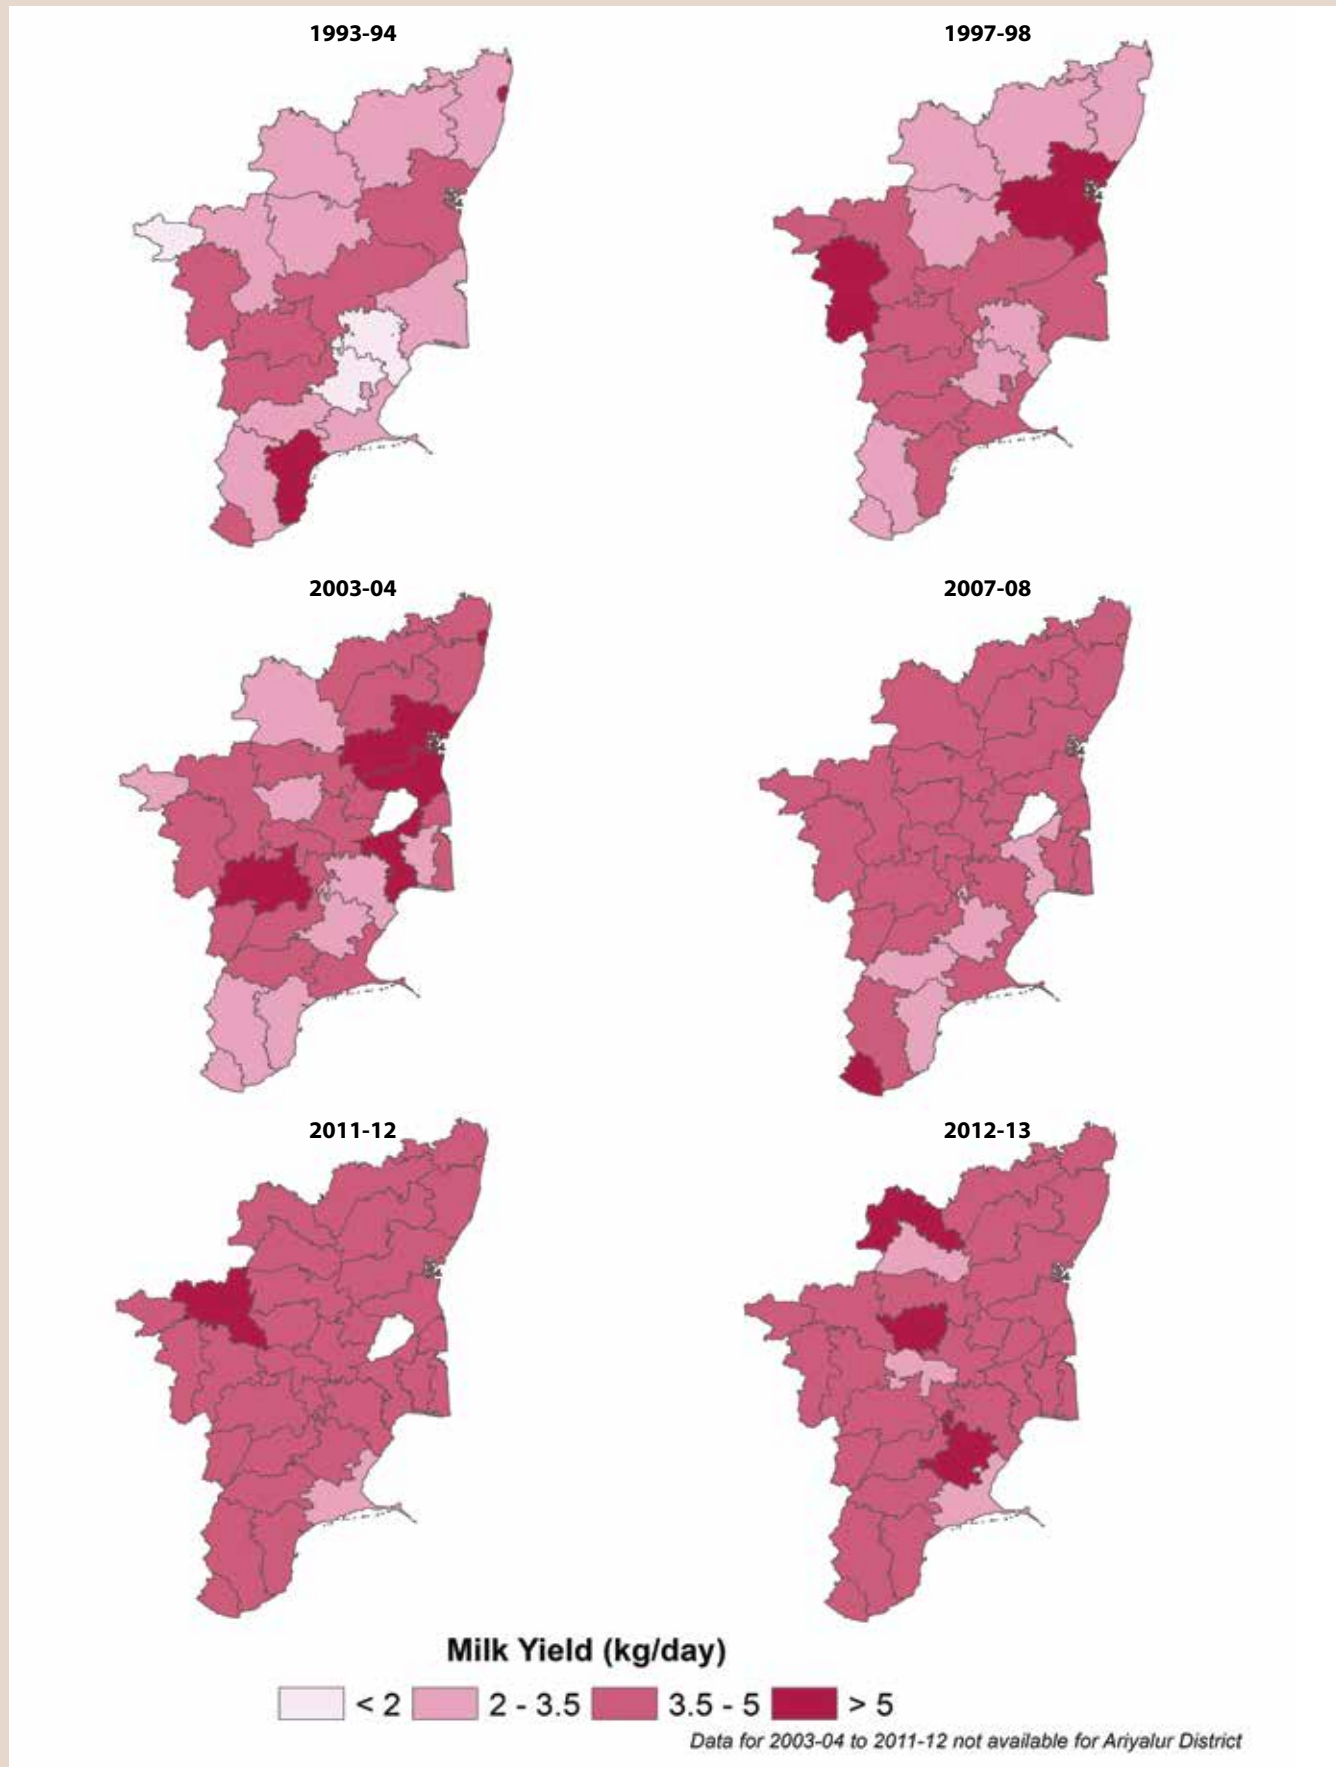 1993-94
1997-98
2003-04
2007-08
2011-12
2012-13
Milk Yield (kg/day)
< 2
2 - 3.5
3.5 - 5
> 5
Data for 2003-04 to 2011-12 not available for Ariyalur District